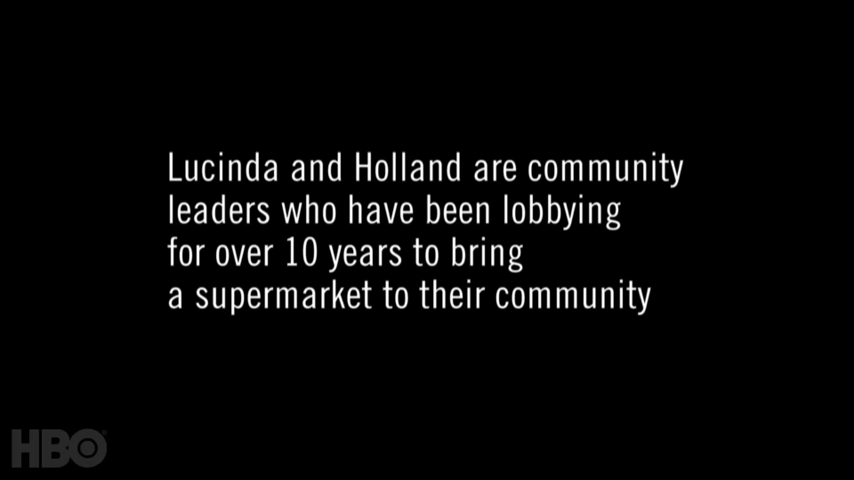 Lucinda and Holland are community
leaders who have been lobbying
for over 10 years to bring
a supermarket to their community
HBO